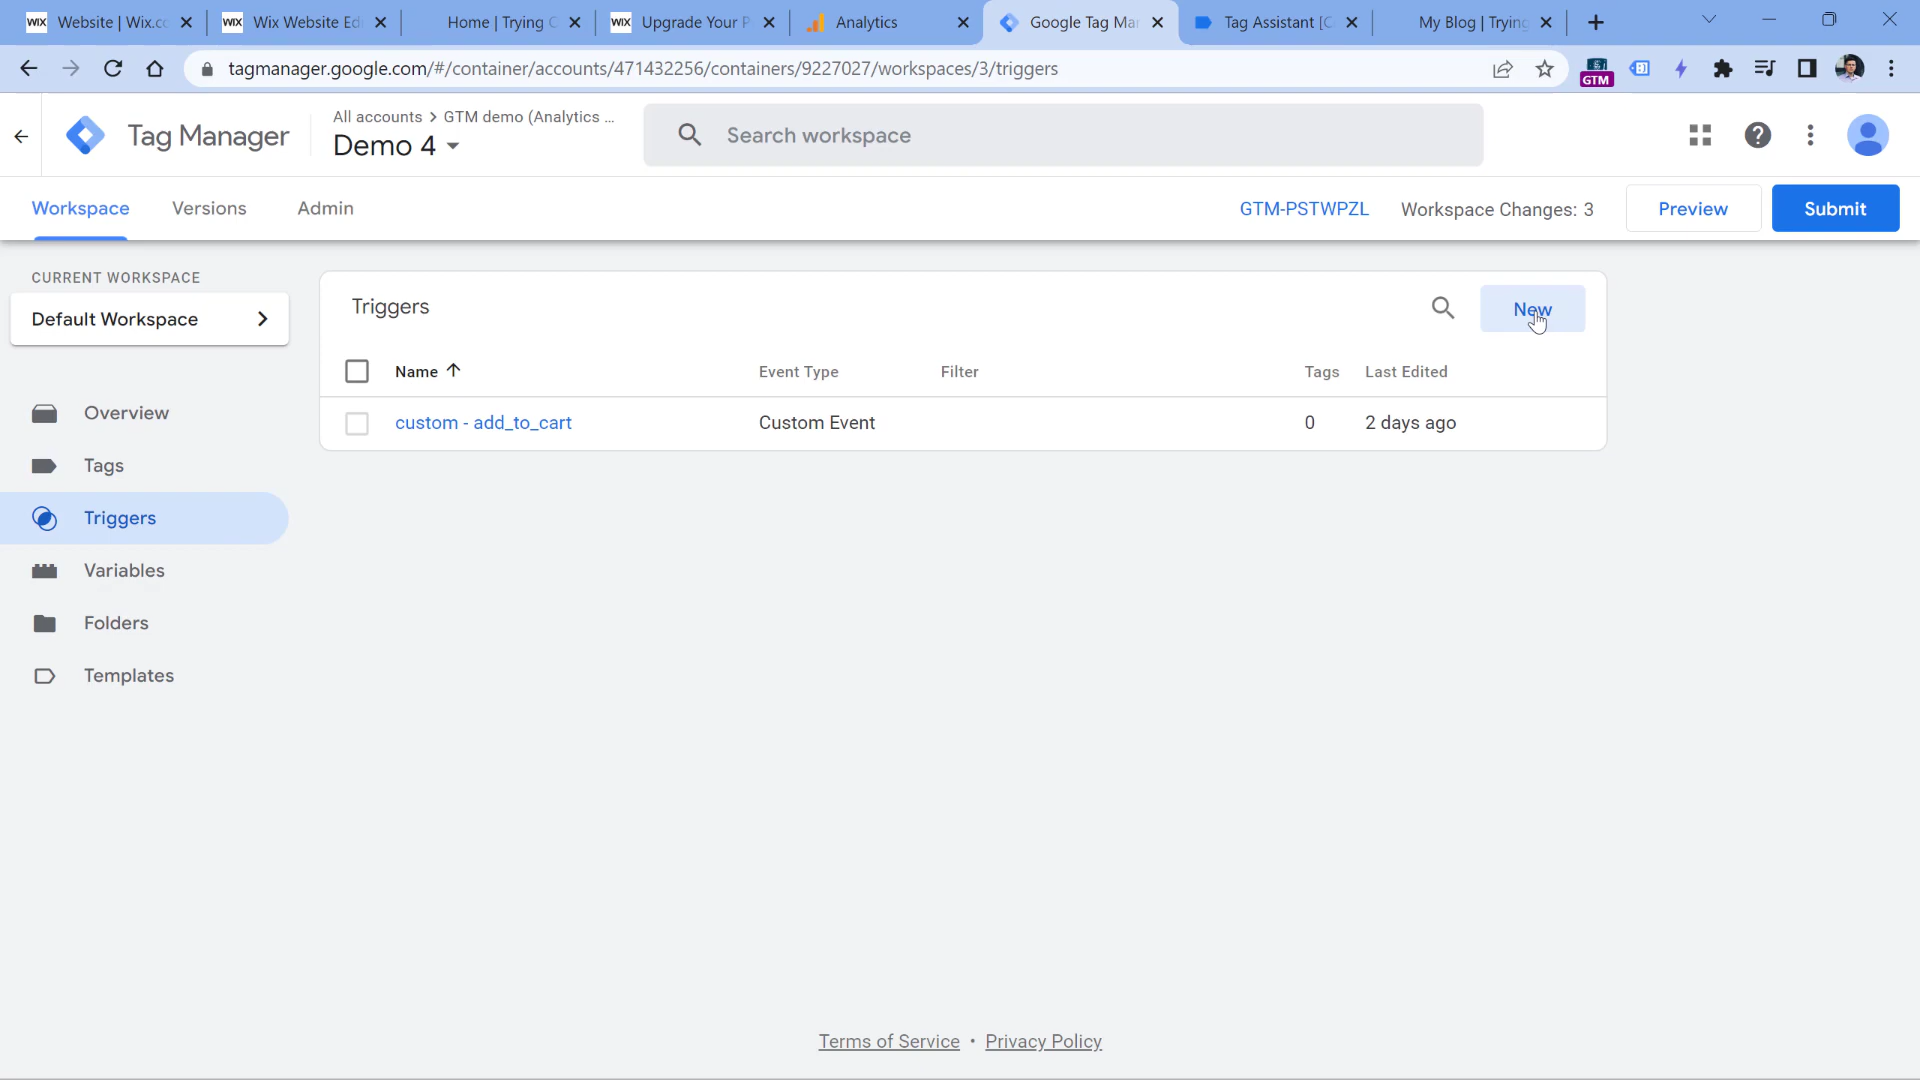 WIX Website | Wix.co
WIX Wix Website Ed
Home | Trying
WIX Upgrade Your P
Analytics
Google Tag Ma
Tag Assistant [C
My Blog | Trying
tagmanager.google.com/#/container/accounts/471432256/containers/9227027/workspaces/3/triggers
GTM
Tag Manager
All accounts > GTM demo (Analytics ...
Demo 4
Search workspace
Workspace
Versions
Admin
GTM-PSTWPZL
Workspace Changes: 3
Preview
Submit
CURRENT WORKSPACE
Default Workspace
Overview
Tags
Triggers
Variables
Folders
Templates
Triggers
New
Name Event Type Filter Tags Last Edited
custom - add_to_cart Custom Event 0 2 days ago
Terms of Service • Privacy Policy